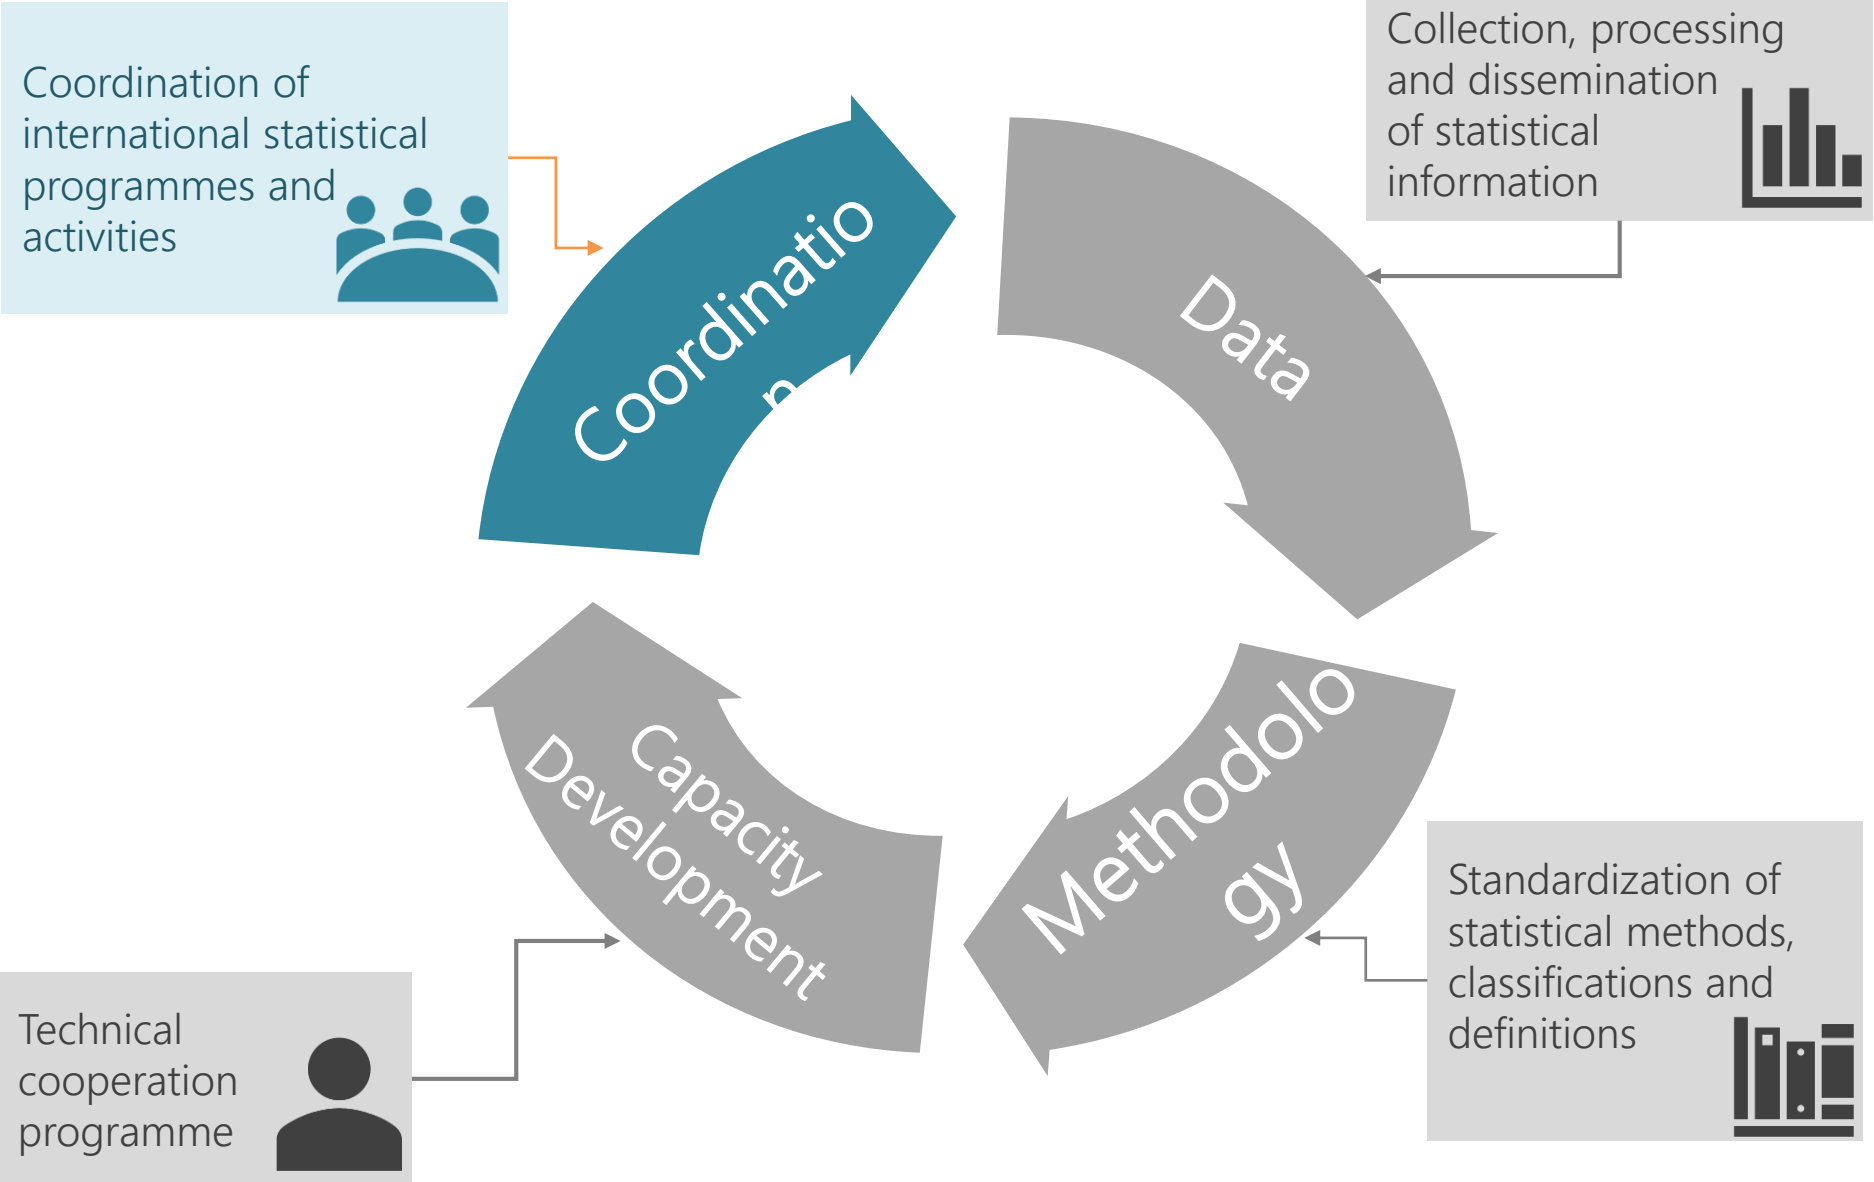 Coordination of
international statistical
programmes and
activities
Collection, processing
and dissemination
of statistical
information
Coordinatio
n
Data
Methodolo
gy
Capacity
Development
Standardization of
statistical methods,
classifications and
definitions
Technical
cooperation
programme